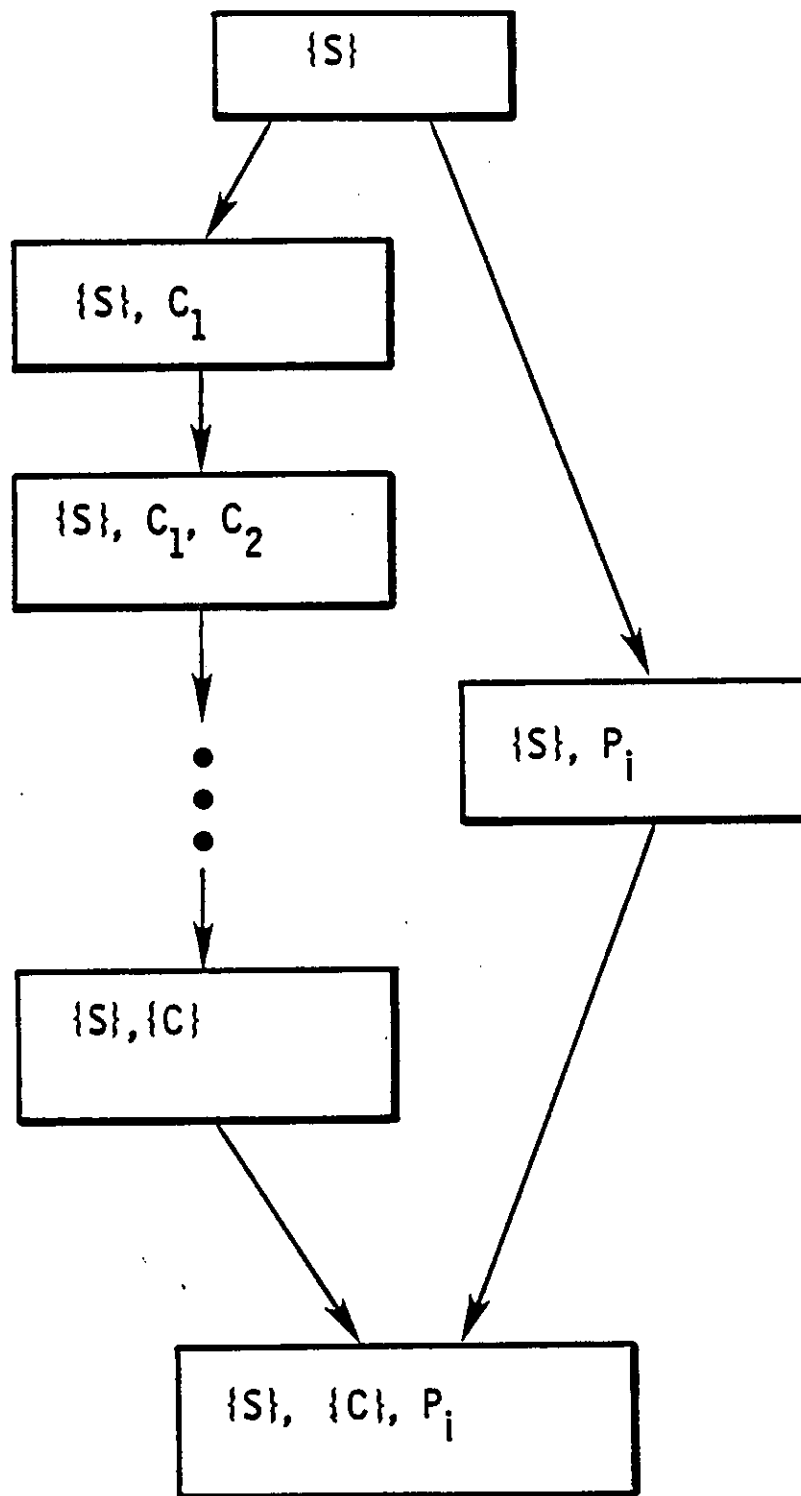 {S}
{S}, C₁
{S}, C₁, C₂
{S}, Pᵢ
{S},{C}
{S}, {C}, Pᵢ